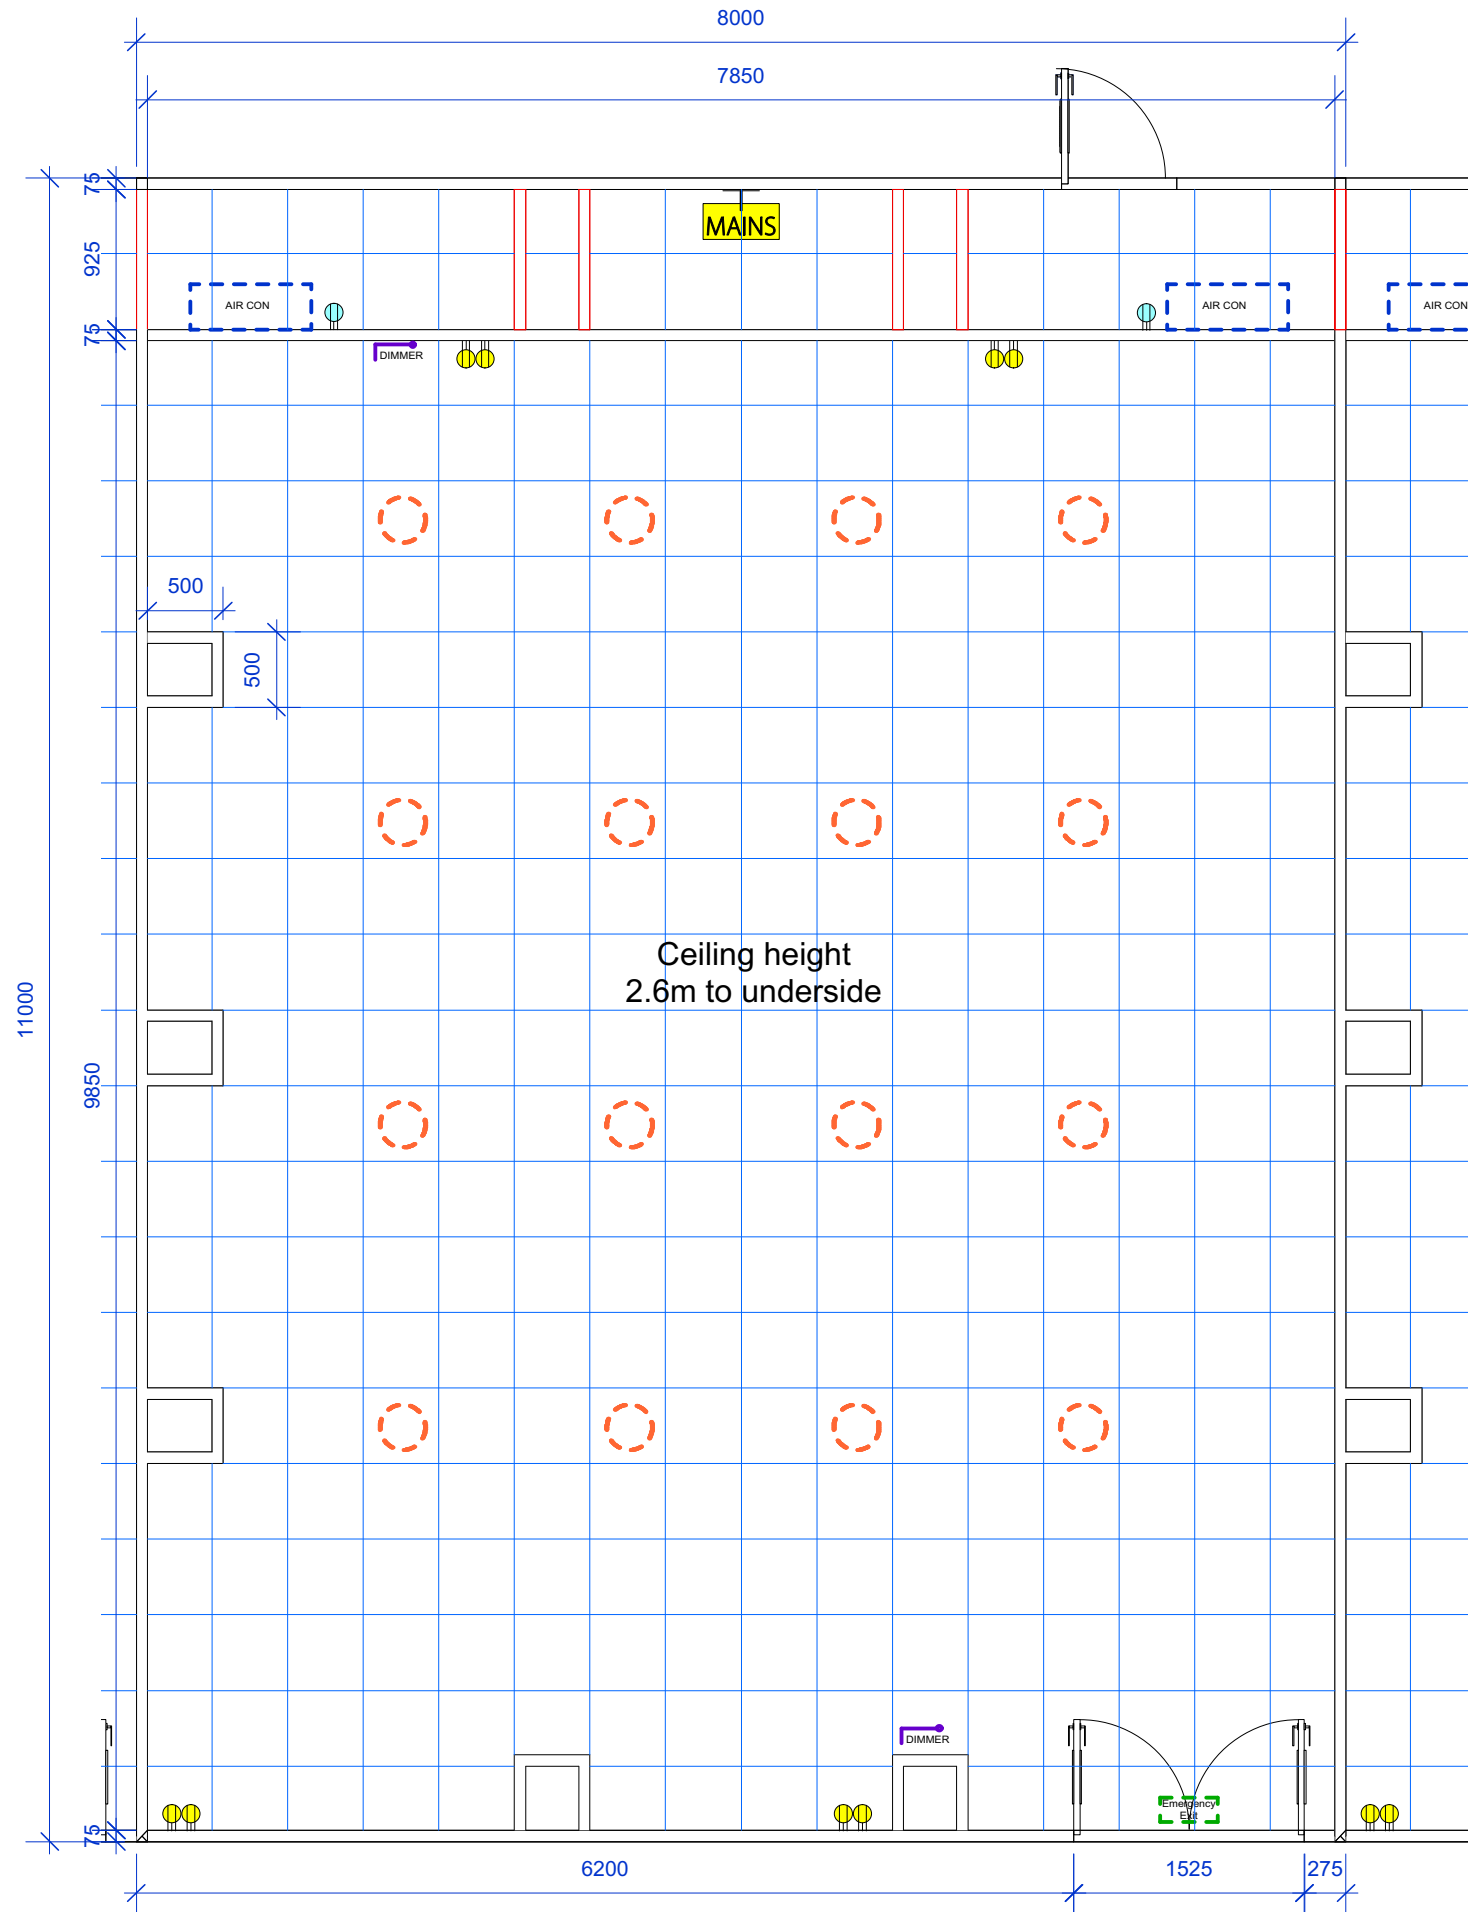 8000
7850
75
MAINS
925
AIR CON
AIR CON
AIR CON
75
DIMMER
500
500
Ceiling height
2.6m to underside
11000
9850
DIMMER
Emergency
Exit
75
6200
1525
275